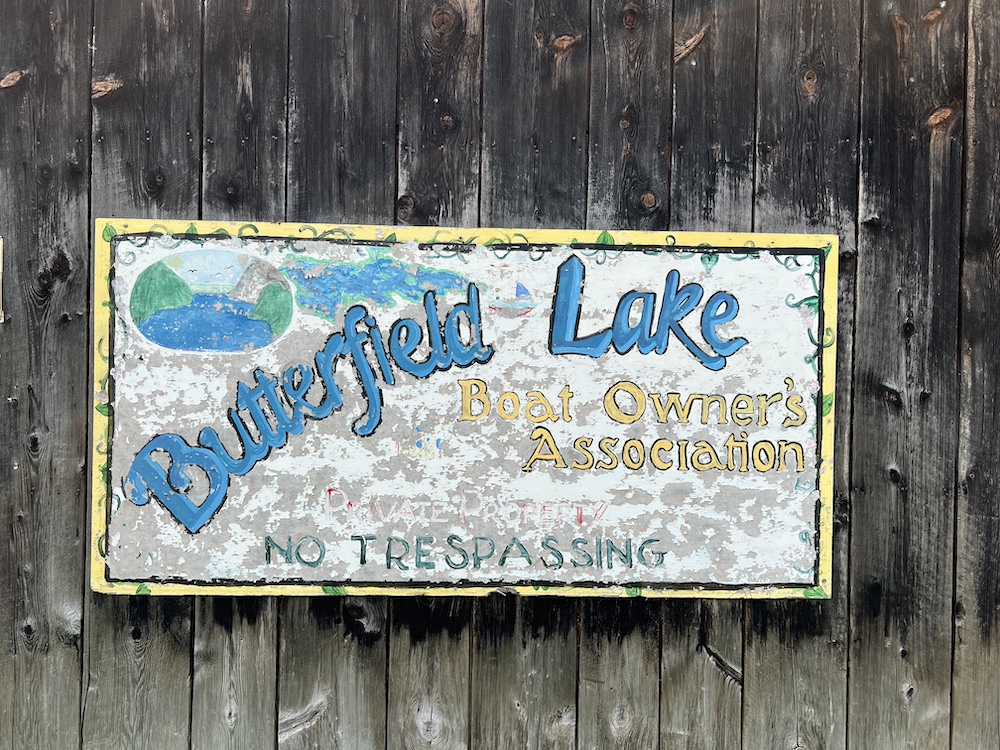 Butterfield Lake
Boat Owner's
Association
Private Property
NO TRESPASSING